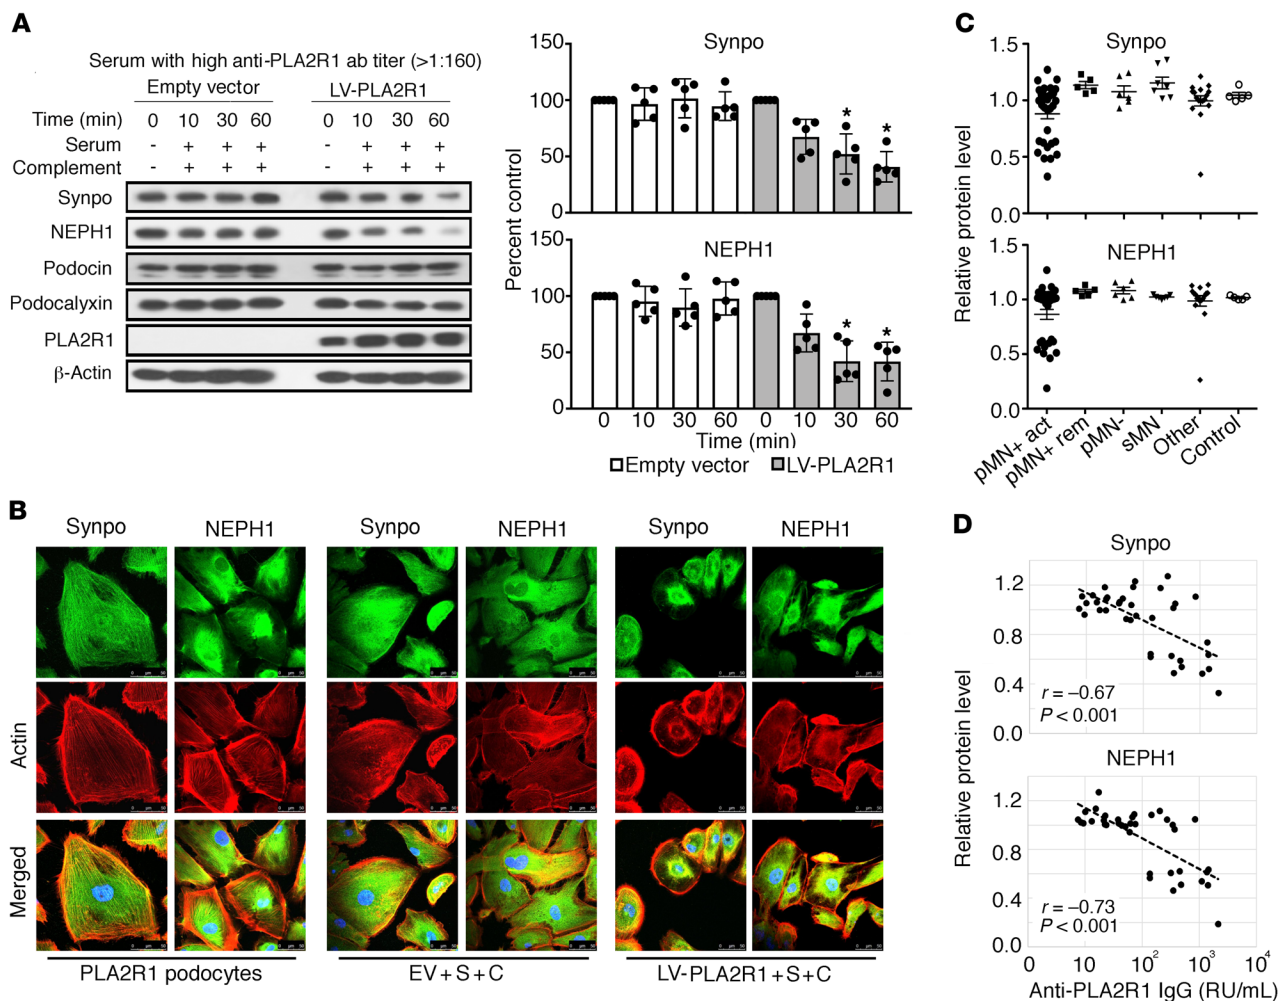 A
Serum with high anti-PLA2R1 ab titer (>1:160)
Empty vector LV-PLA2R1
Time (min) 0 10 30 60 0 10 30 60
Serum - + + + - + + +
Complement - + + + - + + +
Synpo
NEPH1
Podocin
Podocalyxin
PLA2R1
β-Actin
Percent control
Synpo
150
100
50
0
* *
NEPH1
150
100
50
0
* *
0 10 30 60 0 10 30 60
Time (min)
Empty vector LV-PLA2R1
C
Relative protein level
Synpo
1.5
1.0
0.0
NEPH1
1.5
1.0
0.5
0.0
pMN+ act pMN+ rem pMN- sMN Other Control
B
Synpo NEPH1 Synpo NEPH1 Synpo NEPH1
Actin
Merged
PLA2R1 podocytes EV+S+C LV-PLA2R1+S+C
D
Relative protein level
Synpo
1.2
0.8
0.4
0.0
r = –0.67
P < 0.001
NEPH1
1.2
0.8
0.4
0.0
r = –0.73
P < 0.001
0 10 10² 10³ 10⁴
Anti-PLA2R1 IgG (RU/mL)